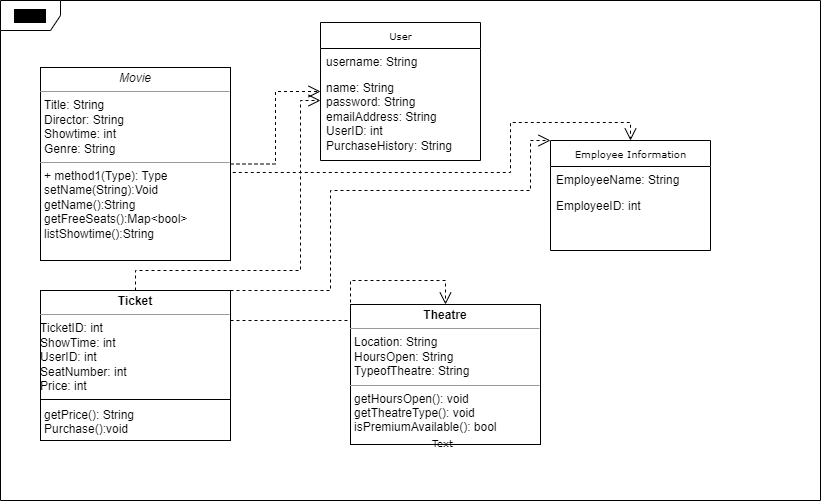 Movie
Title: String
Director: String
Showtime: int
Genre: String
+ method1(Type): Type
setName(String):Void
getName():String
getFreeSeats():Map<bool>
listShowtime():String
User
username: String
name: String
password: String
emailAddress: String
UserID: int
PurchaseHistory: String
Employee Information
EmployeeName: String
EmployeeID: int
Ticket
TicketID: int
ShowTime: int
UserID: int
SeatNumber: int
Price: int
getPrice(): String
Purchase():void
Theatre
Location: String
HoursOpen: String
TypeofTheatre: String
getHoursOpen(): void
getTheatreType(): void
isPremiumAvailable(): bool
Text